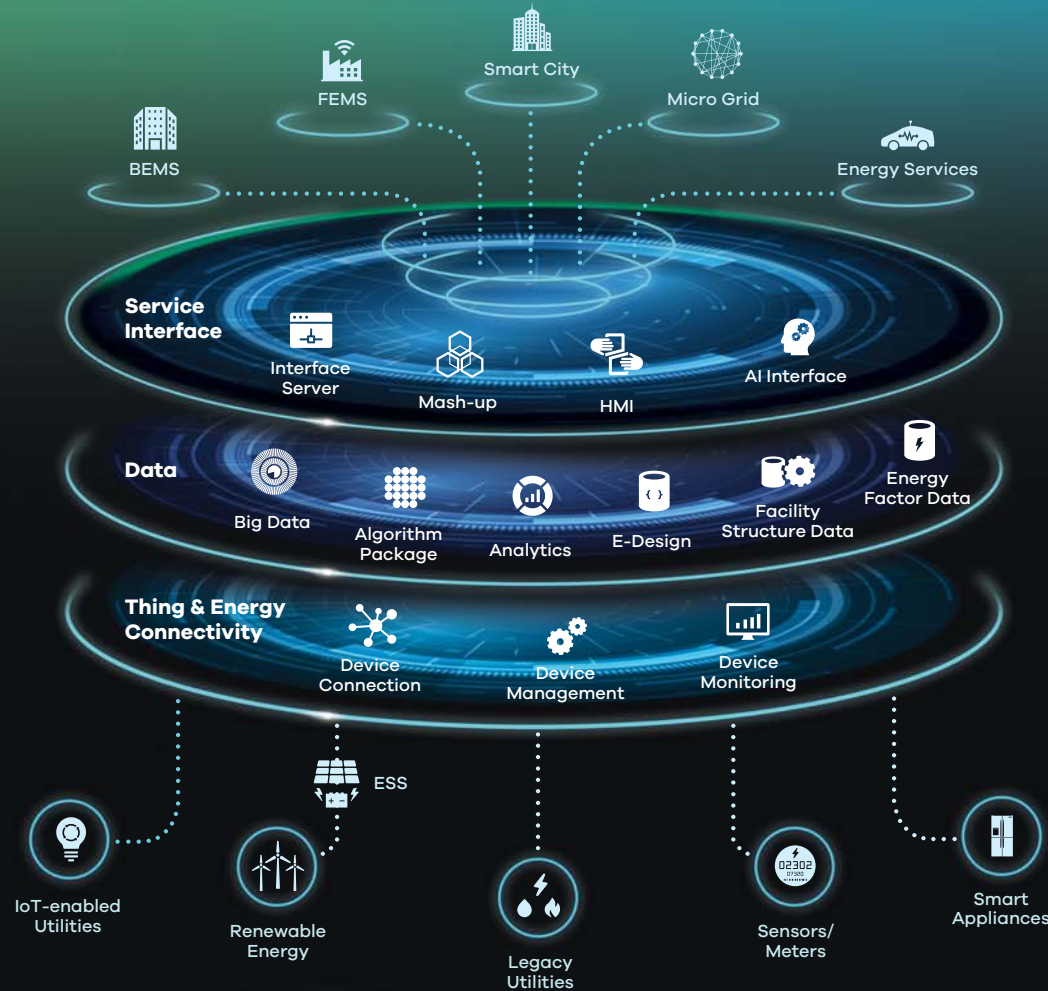 Smart City
FEMS
Micro Grid
BEMS
Energy Services
Service
Interface
Interface
Server
Mash-up
HMI
AI Interface
Data
Big Data
Algorithm
Package
Analytics
E-Design
Facility
Structure Data
Energy
Factor Data
Thing & Energy
Connectivity
Device
Connection
Device
Management
Device
Monitoring
ESS
IoT-enabled
Utilities
Renewable
Energy
Legacy
Utilities
02302
07320
Sensors/
Meters
Smart
Appliances